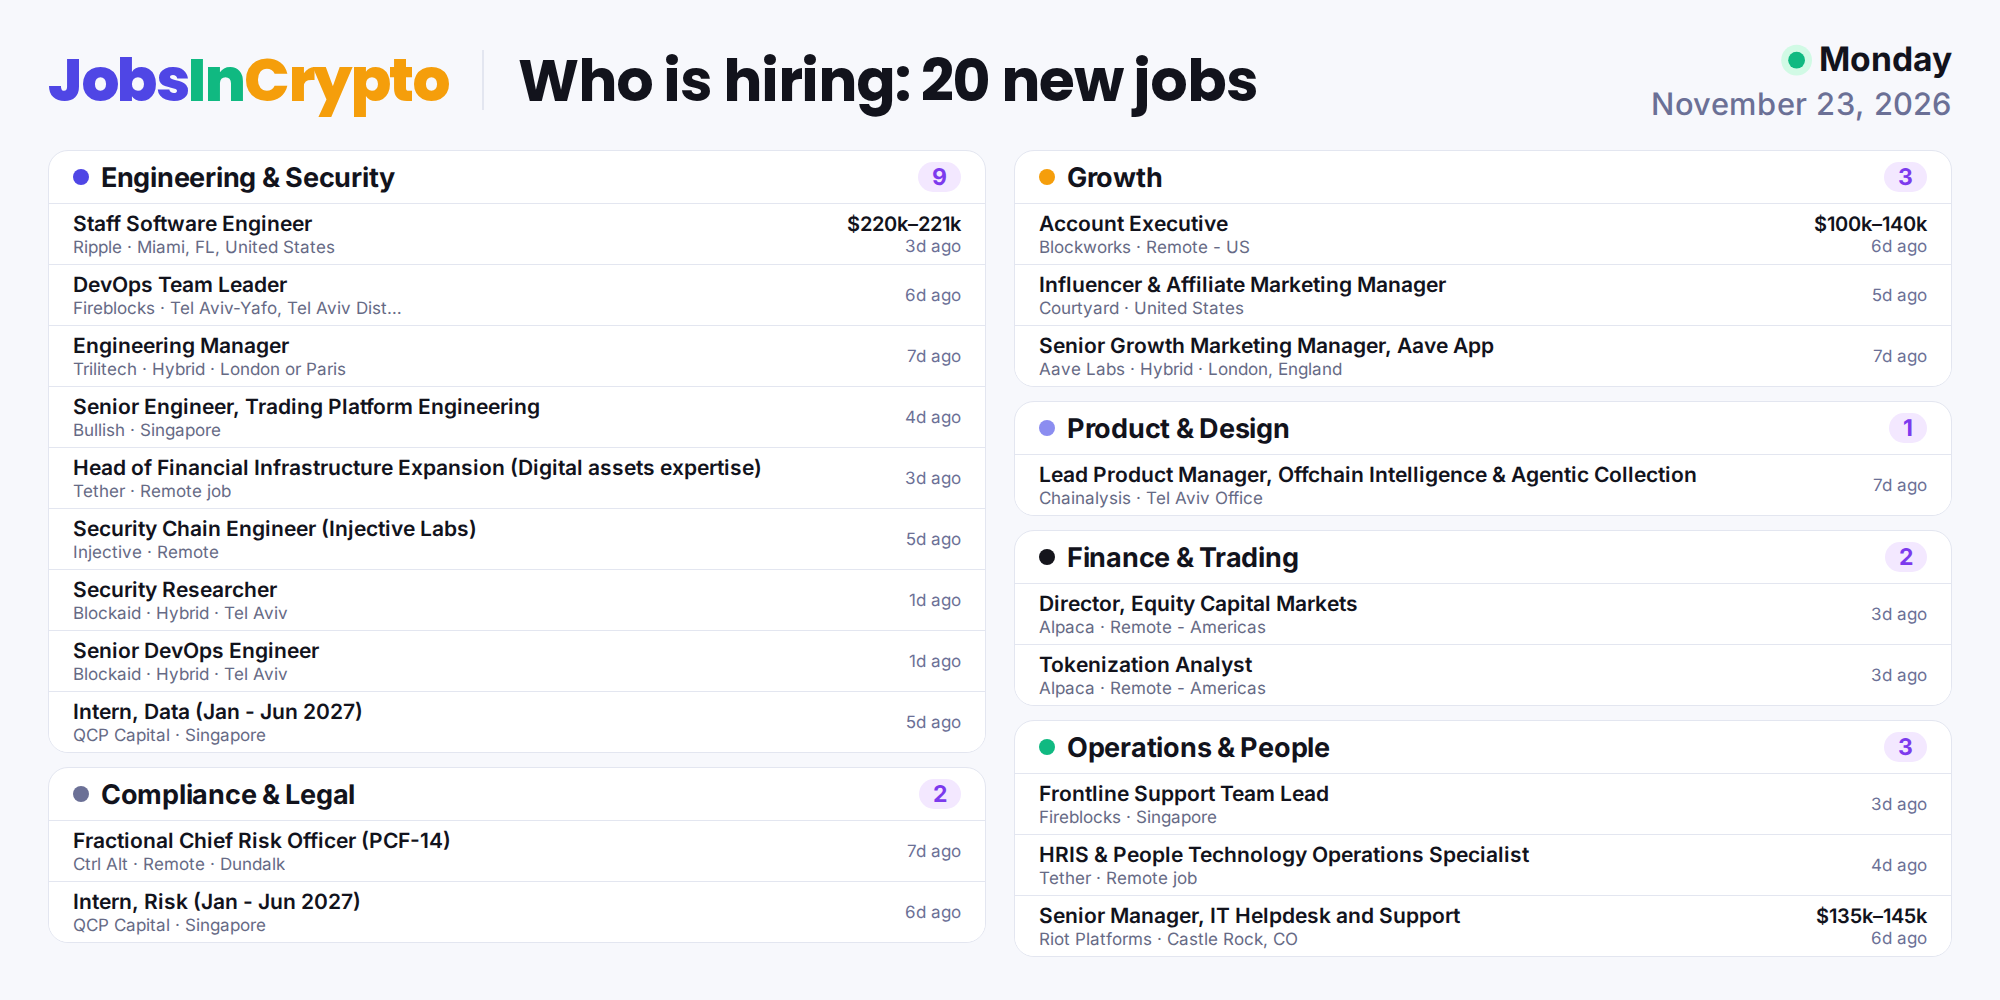 JobsInCrypto
Who is hiring: 20 new jobs
Monday
November 23, 2026
Engineering & Security 9
Staff Software Engineer $220k–221k
Ripple · Miami, FL, United States 3d ago
DevOps Team Leader
Fireblocks · Tel Aviv-Yafo, Tel Aviv Dist... 6d ago
Engineering Manager
Trilitech · Hybrid · London or Paris 7d ago
Senior Engineer, Trading Platform Engineering
Bullish · Singapore 4d ago
Head of Financial Infrastructure Expansion (Digital assets expertise)
Tether · Remote job 3d ago
Security Chain Engineer (Injective Labs)
Injective · Remote 5d ago
Security Researcher
Blockaid · Hybrid · Tel Aviv 1d ago
Senior DevOps Engineer
Blockaid · Hybrid · Tel Aviv 1d ago
Intern, Data (Jan - Jun 2027)
QCP Capital · Singapore 5d ago
Compliance & Legal 2
Fractional Chief Risk Officer (PCF-14)
Ctrl Alt · Remote · Dundalk 7d ago
Intern, Risk (Jan - Jun 2027)
QCP Capital · Singapore 6d ago
Growth 3
Account Executive $100k–140k
Blockworks · Remote - US 6d ago
Influencer & Affiliate Marketing Manager
Courtyard · United States 5d ago
Senior Growth Marketing Manager, Aave App
Aave Labs · Hybrid · London, England 7d ago
Product & Design 1
Lead Product Manager, Offchain Intelligence & Agentic Collection
Chainalysis · Tel Aviv Office 7d ago
Finance & Trading 2
Director, Equity Capital Markets
Alpaca · Remote - Americas 3d ago
Tokenization Analyst
Alpaca · Remote - Americas 3d ago
Operations & People 3
Frontline Support Team Lead
Fireblocks · Singapore 3d ago
HRIS & People Technology Operations Specialist
Tether · Remote job 4d ago
Senior Manager, IT Helpdesk and Support $135k–145k
Riot Platforms · Castle Rock, CO 6d ago